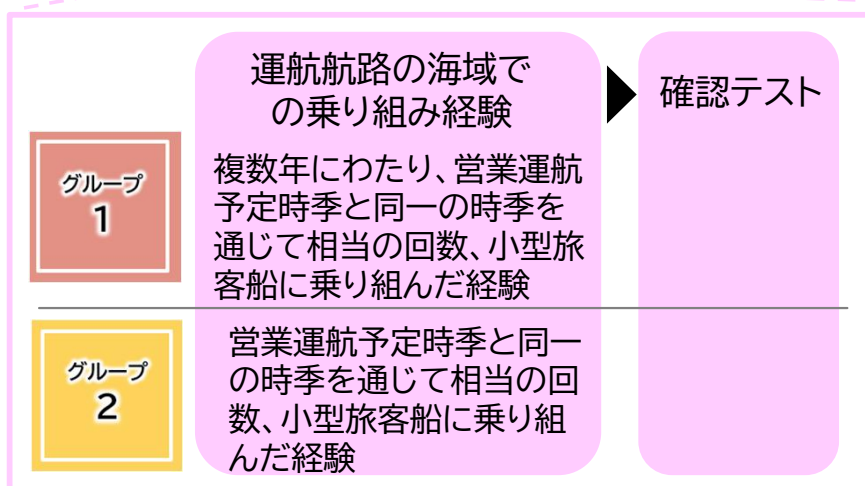 運航航路の海域で
の乗り組み経験
確認テスト
グループ
1
複数年にわたり、営業運航
予定時季と同一の時季を
通じて相当の回数、小型旅
客船に乗り組んだ経験
グループ
2
営業運航予定時季と同一
の時季を通じて相当の回
数、小型旅客船に乗り組
んだ経験